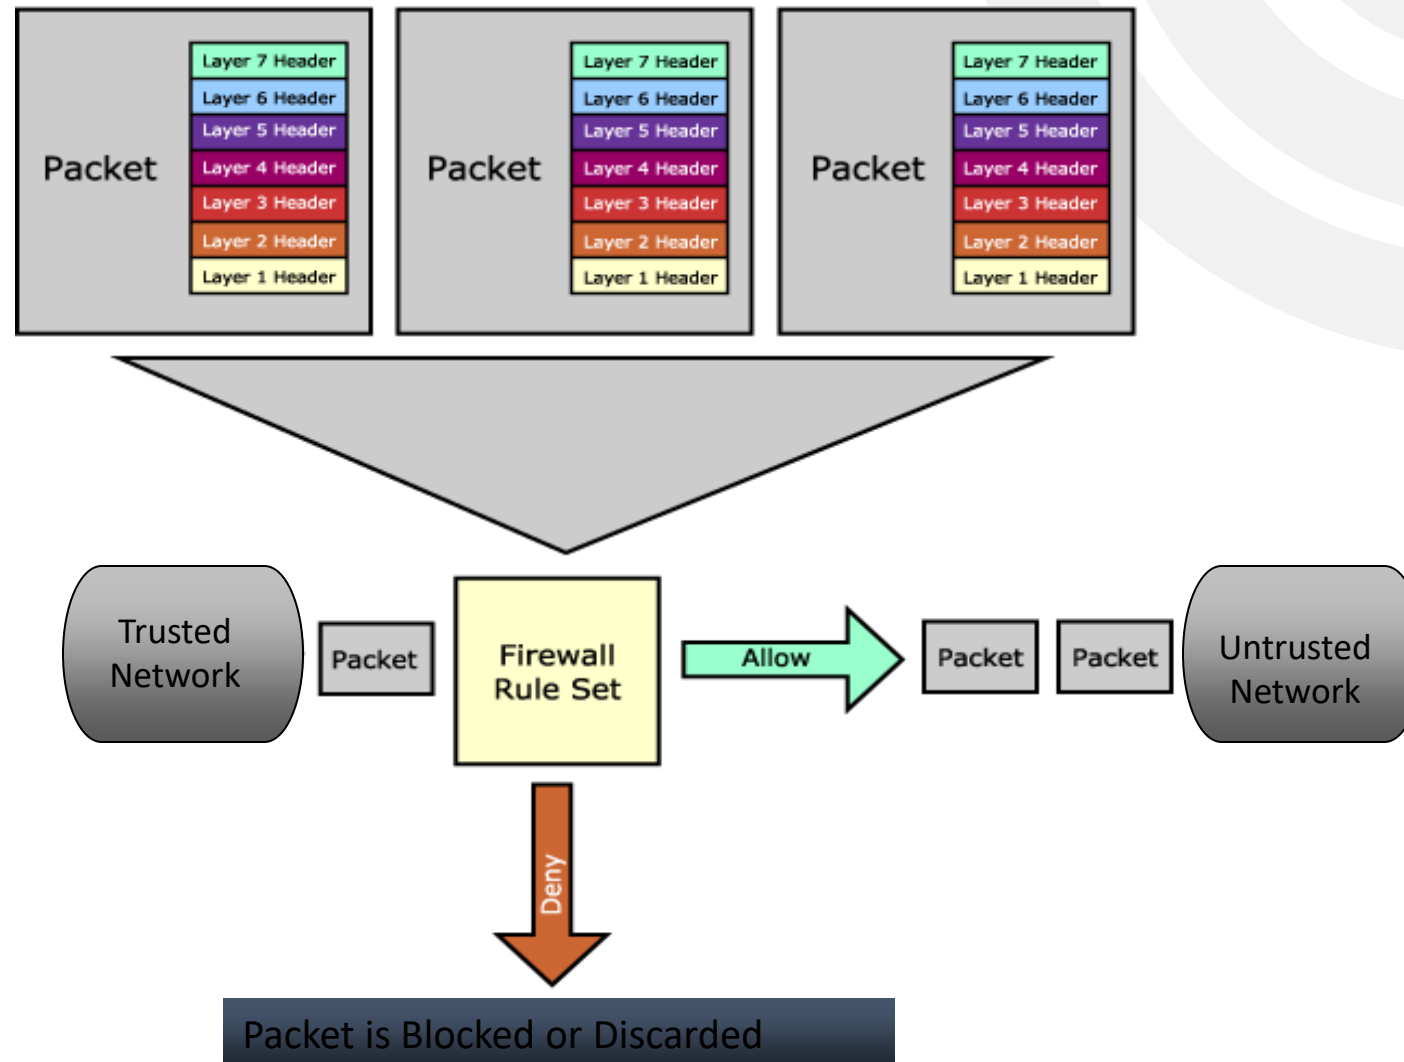 Packet
Layer 7 Header
Layer 6 Header
Layer 5 Header
Layer 4 Header
Layer 3 Header
Layer 2 Header
Layer 1 Header
Packet
Layer 7 Header
Layer 6 Header
Layer 5 Header
Layer 4 Header
Layer 3 Header
Layer 2 Header
Layer 1 Header
Packet
Layer 7 Header
Layer 6 Header
Layer 5 Header
Layer 4 Header
Layer 3 Header
Layer 2 Header
Layer 1 Header
Trusted
Network
Packet
Firewall
Rule Set
Allow
Packet
Packet
Untrusted
Network
Deny
Packet is Blocked or Discarded